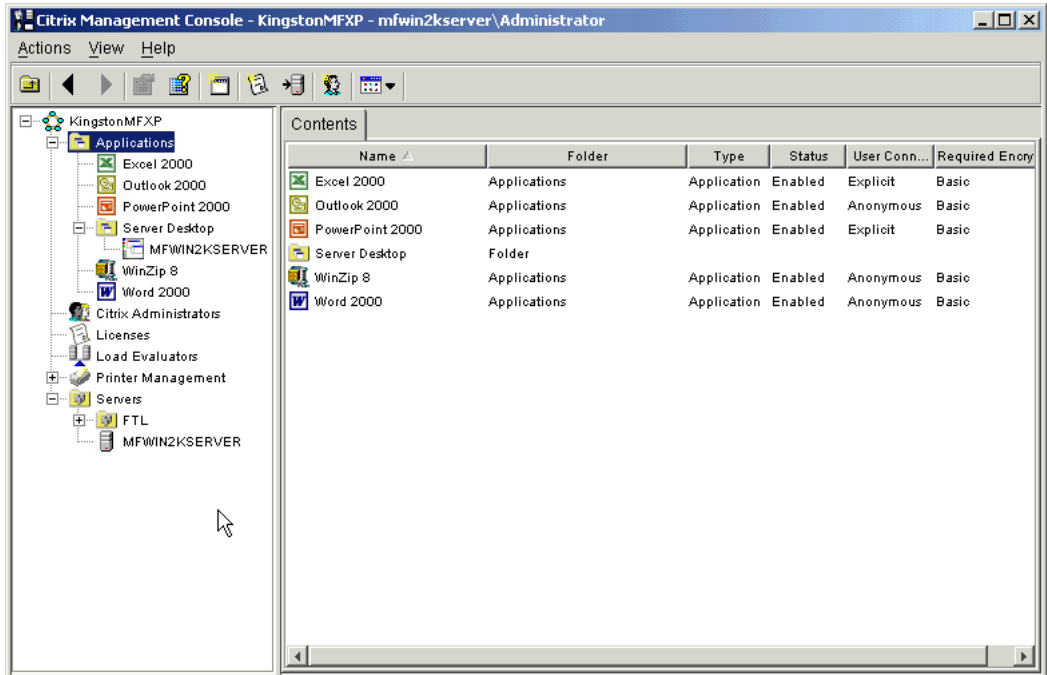 Citrix Management Console - KingstonMFXP - mfwin2kserver\Administrator
Actions View Help
KingstonMFXP
Applications
Excel 2000
Outlook 2000
PowerPoint 2000
Server Desktop
MFWIN2KSERVER
WinZip 8
Word 2000
Citrix Administrators
Licenses
Load Evaluators
Printer Management
Servers
FTL
MFWIN2KSERVER
Contents
Name Folder Type Status User Conn... Required Encry
Excel 2000 Applications Application Enabled Explicit Basic
Outlook 2000 Applications Application Enabled Anonymous Basic
PowerPoint 2000 Applications Application Enabled Explicit Basic
Server Desktop Folder
WinZip 8 Applications Application Enabled Anonymous Basic
Word 2000 Applications Application Enabled Anonymous Basic